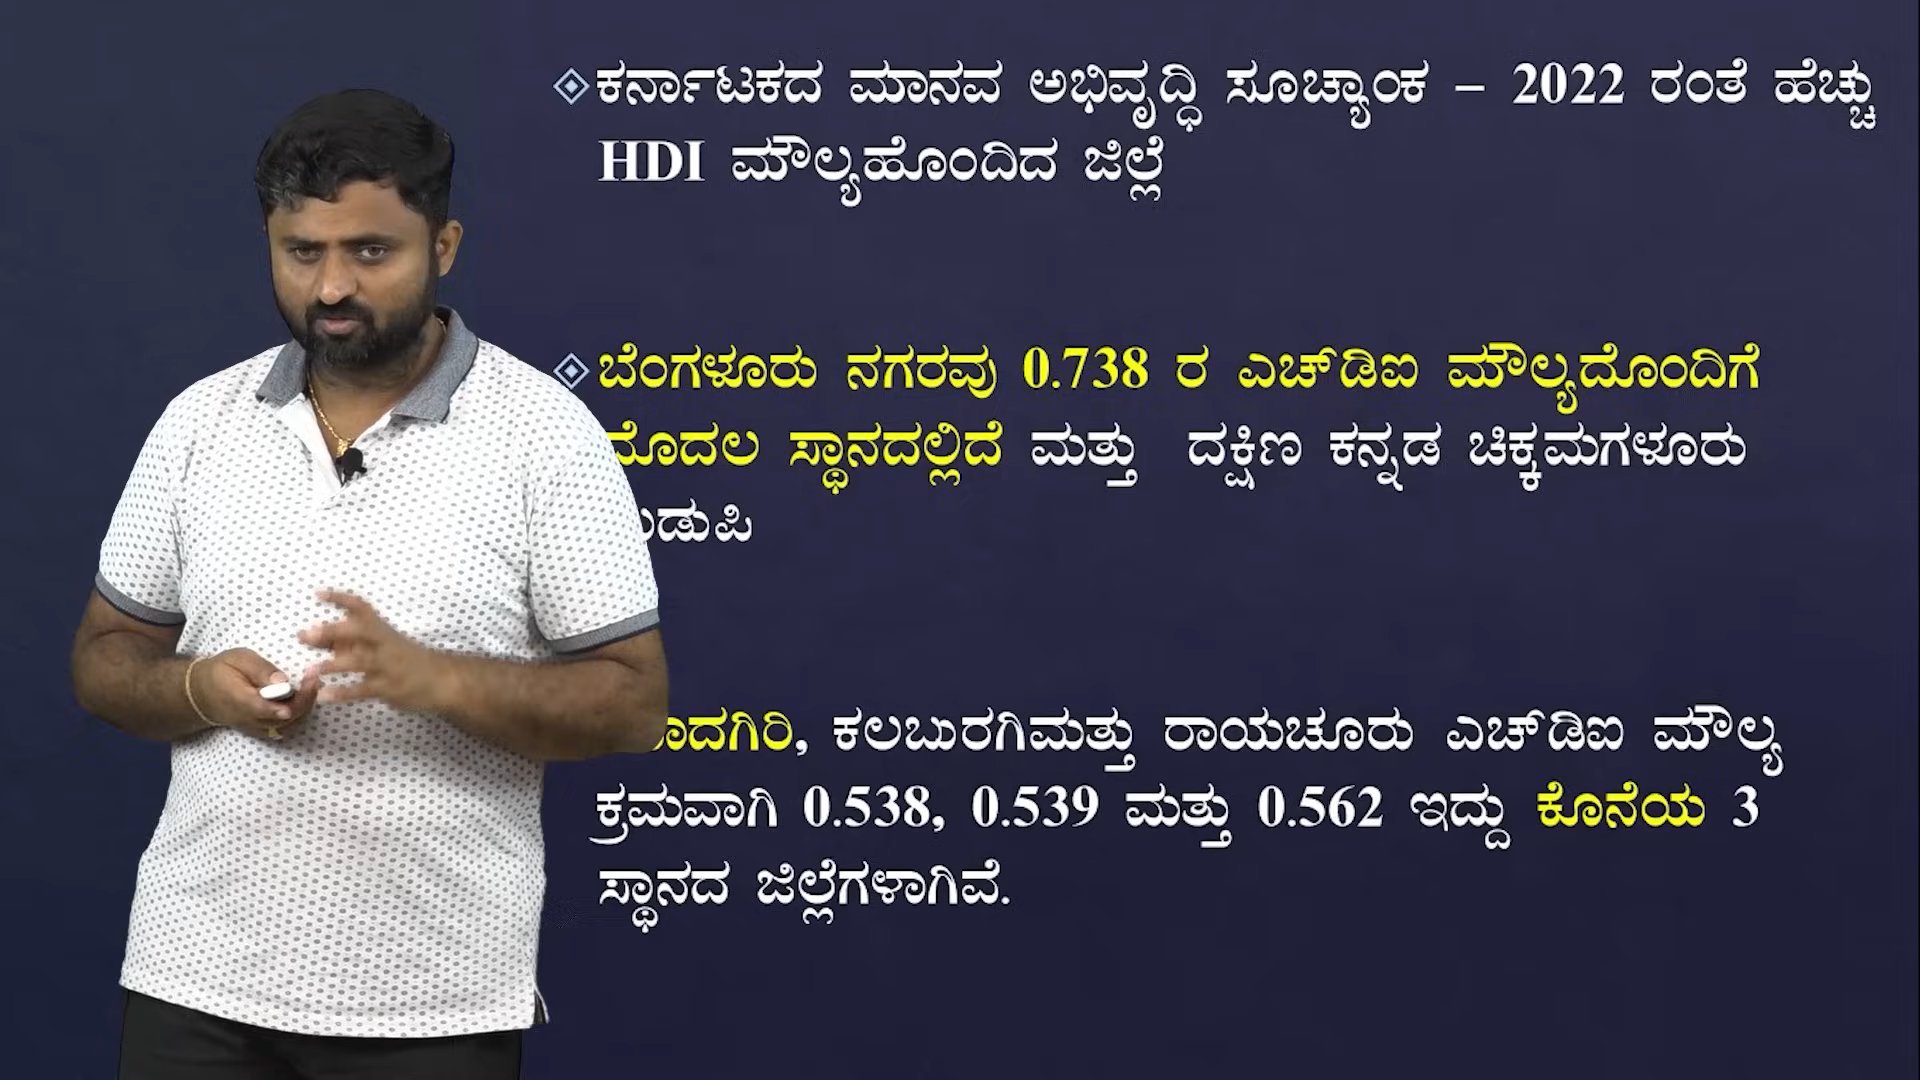 ಕರ್ನಾಟಕದ ಮಾನವ ಅಭಿವೃದ್ಧಿ ಸೂಚ್ಯಾಂಕ – 2022 ರಂತೆ ಹೆಚ್ಚು
HDI ಮೌಲ್ಯಹೊಂದಿದ ಜಿಲ್ಲೆ
ಬೆಂಗಳೂರು ನಗರವು 0.738 ರ ಎಚ್‌ಡಿಐ ಮೌಲ್ಯದೊಂದಿಗೆ
ಮೊದಲ ಸ್ಥಾನದಲ್ಲಿದೆ ಮತ್ತು ದಕ್ಷಿಣ ಕನ್ನಡ ಚಿಕ್ಕಮಗಳೂರು
ಕಲಬುರಗಿಮತ್ತು ರಾಯಚೂರು ಎಚ್‌ಡಿಐ ಮೌಲ್ಯ
ಕ್ರಮವಾಗಿ 0.538, 0.539 ಮತ್ತು 0.562 ಇದ್ದು ಕೊನೆಯ 3
ಸ್ಥಾನದ ಜಿಲ್ಲೆಗಳಾಗಿವೆ.